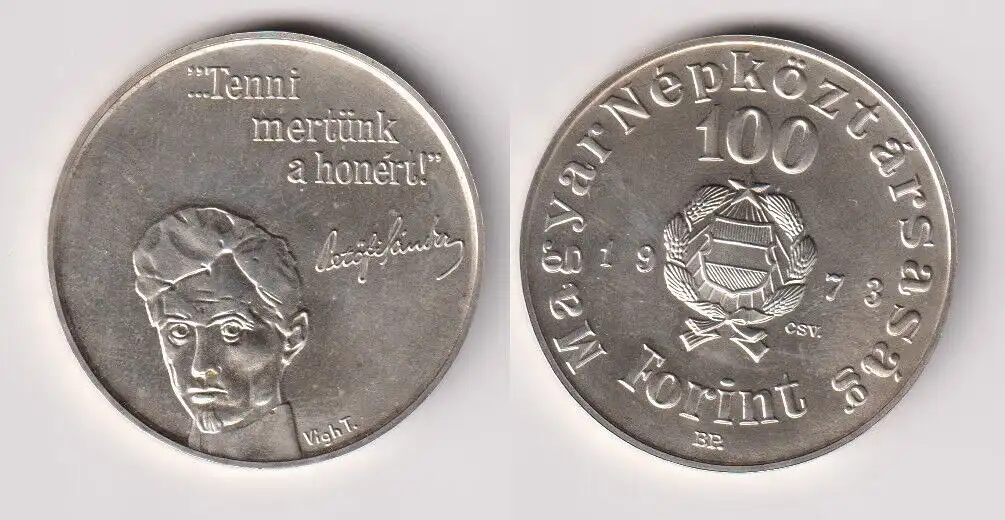 "...Tenni
mertünk
a honért!"
Petőfi Sándor
Vigh T.
Magyar Népköztársaság
100
1973
CSV.
Forint
BP.